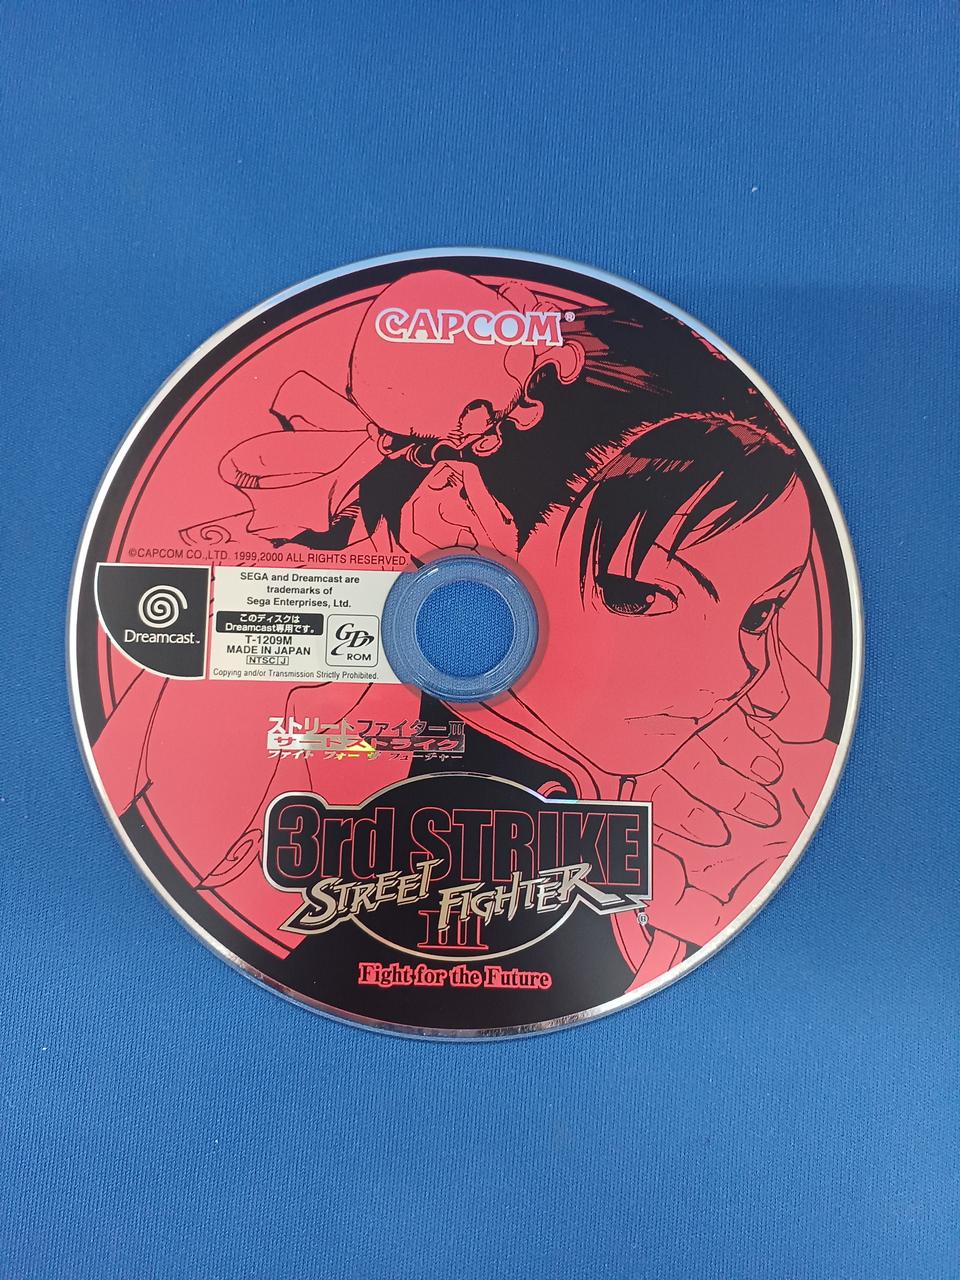 CAPCOM®
©CAPCOM CO.,LTD. 1999,2000 ALL RIGHTS RESERVED.
Dreamcast™
SEGA and Dreamcast are
trademarks of
Sega Enterprises, Ltd.
このディスクは
Dreamcast専用です。
T-1209M
MADE IN JAPAN
NTSC J
GD
ROM
Copying and/or Transmission Strictly Prohibited.
ストリートファイターIII
サードストライク
ファイト フォー ザ フューチャー
3rd STRIKE
STREET FIGHTER
III
®
Fight for the Future